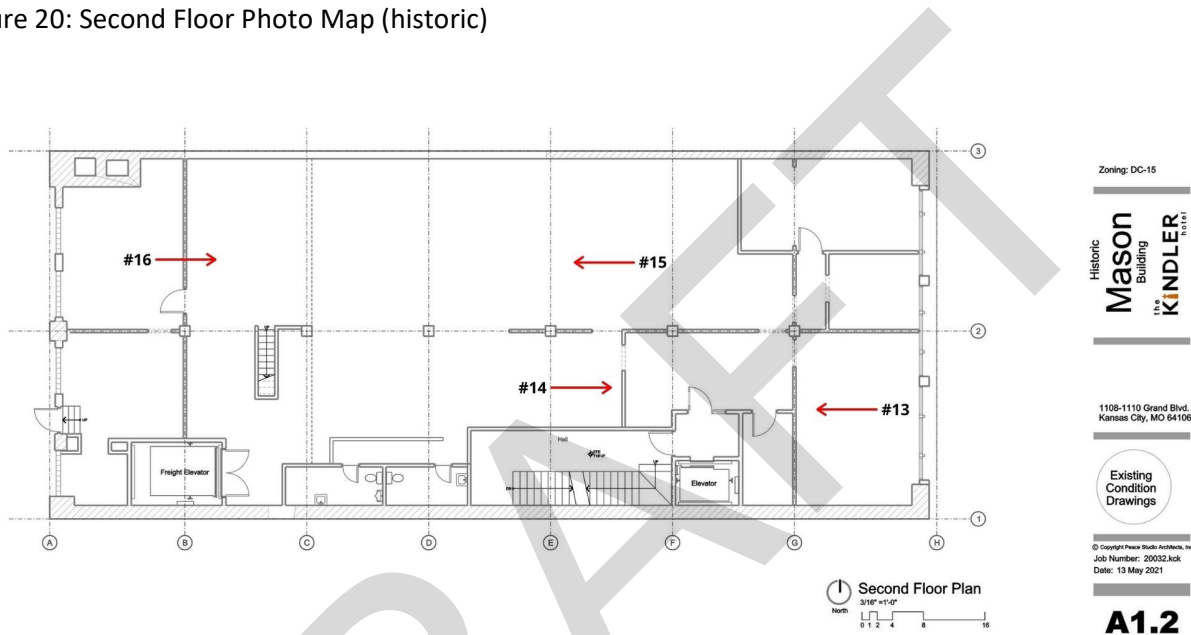 ure 20: Second Floor Photo Map (historic)
DRAFT
3
Zoning: DC-15
Historic
Mason
Building
the
KiNDLER
hotel
#16
#15
UP
2
#14
#13
1108-1110 Grand Blvd.
Kansas City, MO 64106
UP
Hall
Freight Elevator
UP
DN
Elevator
Existing
Condition
Drawings
1
A
B
C
D
E
F
G
H
© Copyright Peace Studio Architects, Inc
Job Number: 20032.kck
Date: 13 May 2021
North
Second Floor Plan
3/16" =1'-0"
0 1 2 4 8 16
A1.2